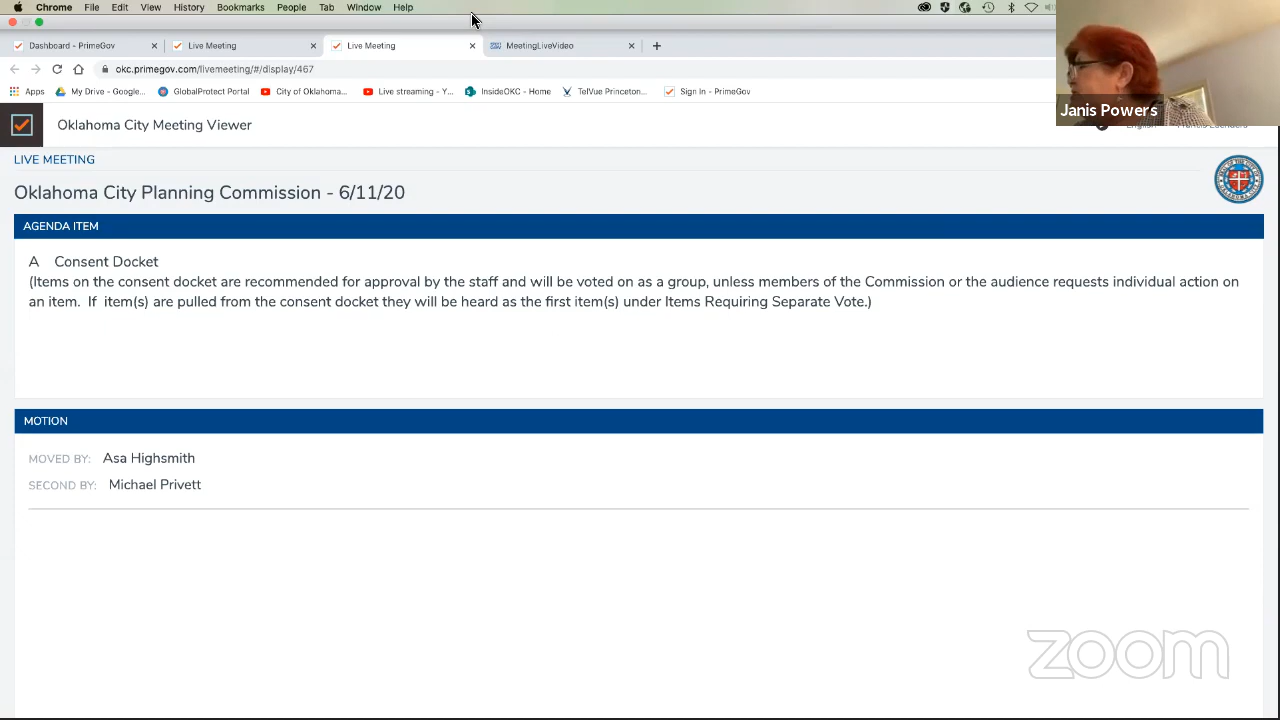 Chrome File Edit View History Bookmarks People Tab Window Help
Dashboard - PrimeGov
Live Meeting
Live Meeting
MeetingLiveVideo
okc.primegov.com/livemeeting/#/display/467
Apps My Drive - Google... GlobalProtect Portal City of Oklahoma... Live streaming - Y... InsideOKC - Home TelVue Princeton... Sign In - PrimeGov
Janis Powers
Oklahoma City Meeting Viewer
LIVE MEETING
Oklahoma City Planning Commission - 6/11/20
AGENDA ITEM
A Consent Docket
(Items on the consent docket are recommended for approval by the staff and will be voted on as a group, unless members of the Commission or the audience requests individual action on
an item. If item(s) are pulled from the consent docket they will be heard as the first item(s) under Items Requiring Separate Vote.)
MOTION
MOVED BY: Asa Highsmith
SECOND BY: Michael Privett
zoom